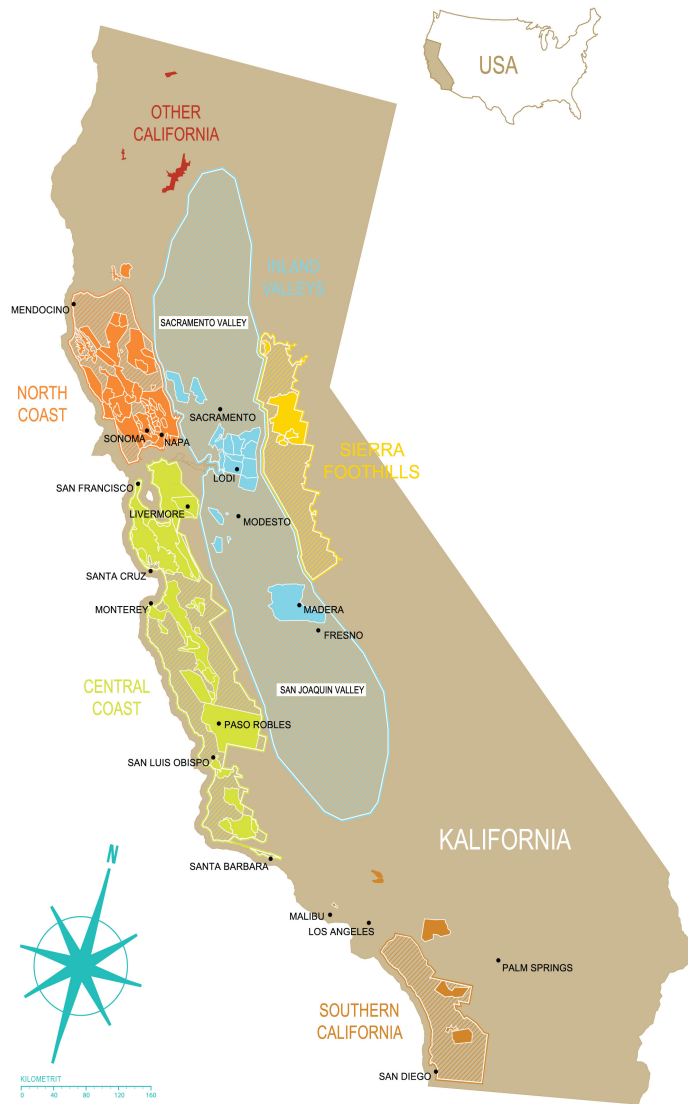 USA
OTHER
CALIFORNIA
INLAND
VALLEYS
MENDOCINO
SACRAMENTO VALLEY
NORTH
COAST
SACRAMENTO
SONOMA
NAPA
SIERRA
FOOTHILLS
LODI
SAN FRANCISCO
LIVERMORE
MODESTO
SANTA CRUZ
MONTEREY
MADERA
FRESNO
CENTRAL
COAST
SAN JOAQUIN VALLEY
PASO ROBLES
SAN LUIS OBISPO
KALIFORNIA
N
SANTA BARBARA
MALIBU
LOS ANGELES
PALM SPRINGS
SOUTHERN
CALIFORNIA
SAN DIEGO
KILOMETRIT
0 40 80 120 160